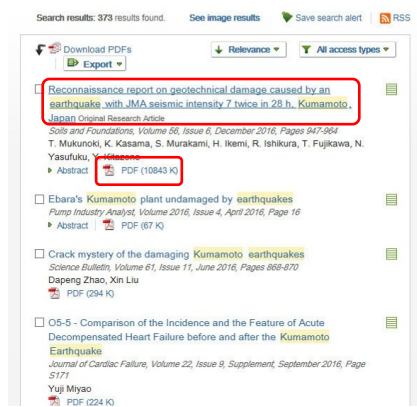 Search results: 373 results found. See image results Save search alert RSS
Download PDFs Relevance All access types
Export
Reconnaissance report on geotechnical damage caused by an
earthquake with JMA seismic intensity 7 twice in 28 h, Kumamoto,
Japan Original Research Article
Soils and Foundations, Volume 56, Issue 6, December 2016, Pages 947-964
T. Mukunoki, K. Kasama, S. Murakami, H. Ikemi, R. Ishikura, T. Fujikawa, N.
Yasufuku, Y. Kitazono
Abstract PDF (10843 K)
Ebara's Kumamoto plant undamaged by earthquakes
Pump Industry Analyst, Volume 2016, Issue 4, April 2016, Page 16
Abstract PDF (67 K)
Crack mystery of the damaging Kumamoto earthquakes
Science Bulletin, Volume 61, Issue 11, June 2016, Pages 868-870
Dapeng Zhao, Xin Liu
PDF (294 K)
O5-5 - Comparison of the Incidence and the Feature of Acute
Decompensated Heart Failure before and after the Kumamoto
Earthquake
Journal of Cardiac Failure, Volume 22, Issue 9, Supplement, September 2016, Page
S171
Yuji Miyao
PDF (224 K)